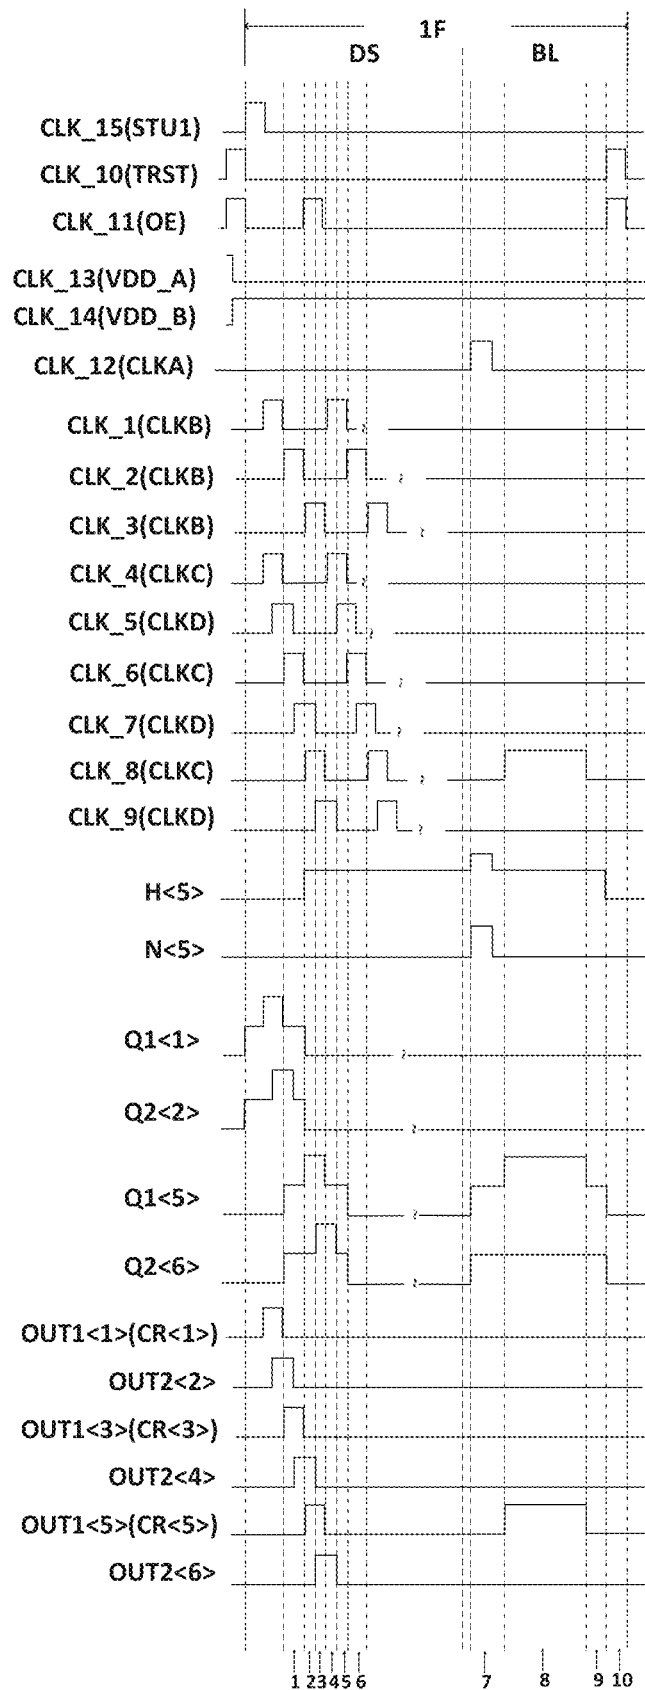 1F
DS BL
CLK_15(STU1)
CLK_10(TRST)
CLK_11(OE)
CLK_13(VDD_A)
CLK_14(VDD_B)
CLK_12(CLKA)
CLK_1(CLKB)
CLK_2(CLKB)
CLK_3(CLKB)
CLK_4(CLKC)
CLK_5(CLKD)
CLK_6(CLKC)
CLK_7(CLKD)
CLK_8(CLKC)
CLK_9(CLKD)
H<5>
N<5>
Q1<1>
Q2<2>
Q1<5>
Q2<6>
OUT1<1>(CR<1>)
OUT2<2>
OUT1<3>(CR<3>)
OUT2<4>
OUT1<5>(CR<5>)
OUT2<6>
1 2 3 4 5 6 7 8 9 10